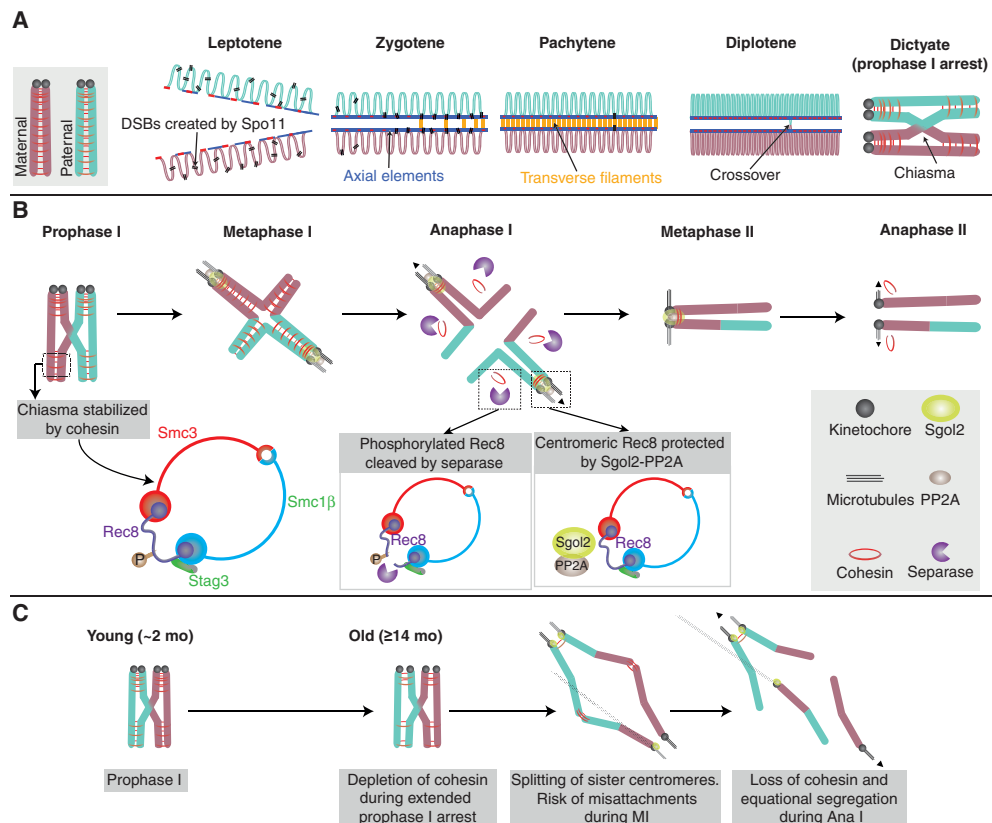 A
Leptotene
Zygotene
Pachytene
Diplotene
Dictyate
(prophase I arrest)
Maternal
Paternal
DSBs created by Spo11
Axial elements
Transverse filaments
Crossover
Chiasma
B
Prophase I
Metaphase I
Anaphase I
Metaphase II
Anaphase II
Chiasma stabilized
by cohesin
Smc3
Smc1β
Rec8
P
Stag3
Phosphorylated Rec8
cleaved by separase
Rec8
P
Centromeric Rec8 protected
by Sgol2-PP2A
Sgol2
PP2A
Rec8
Kinetochore
Sgol2
Microtubules
PP2A
Cohesin
Separase
C
Young (~2 mo)
Old (≥14 mo)
Prophase I
Depletion of cohesin
during extended
prophase I arrest
Splitting of sister centromeres.
Risk of misattachments
during MI
Loss of cohesin and
equational segregation
during Ana I